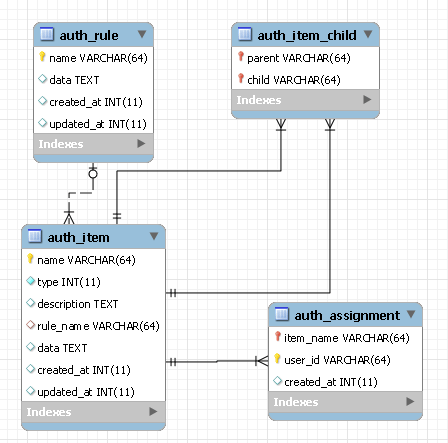 auth_rule
name VARCHAR(64)
data TEXT
created_at INT(11)
updated_at INT(11)
Indexes
auth_item_child
parent VARCHAR(64)
child VARCHAR(64)
Indexes
auth_item
name VARCHAR(64)
type INT(11)
description TEXT
rule_name VARCHAR(64)
data TEXT
created_at INT(11)
updated_at INT(11)
Indexes
auth_assignment
item_name VARCHAR(64)
user_id VARCHAR(64)
created_at INT(11)
Indexes